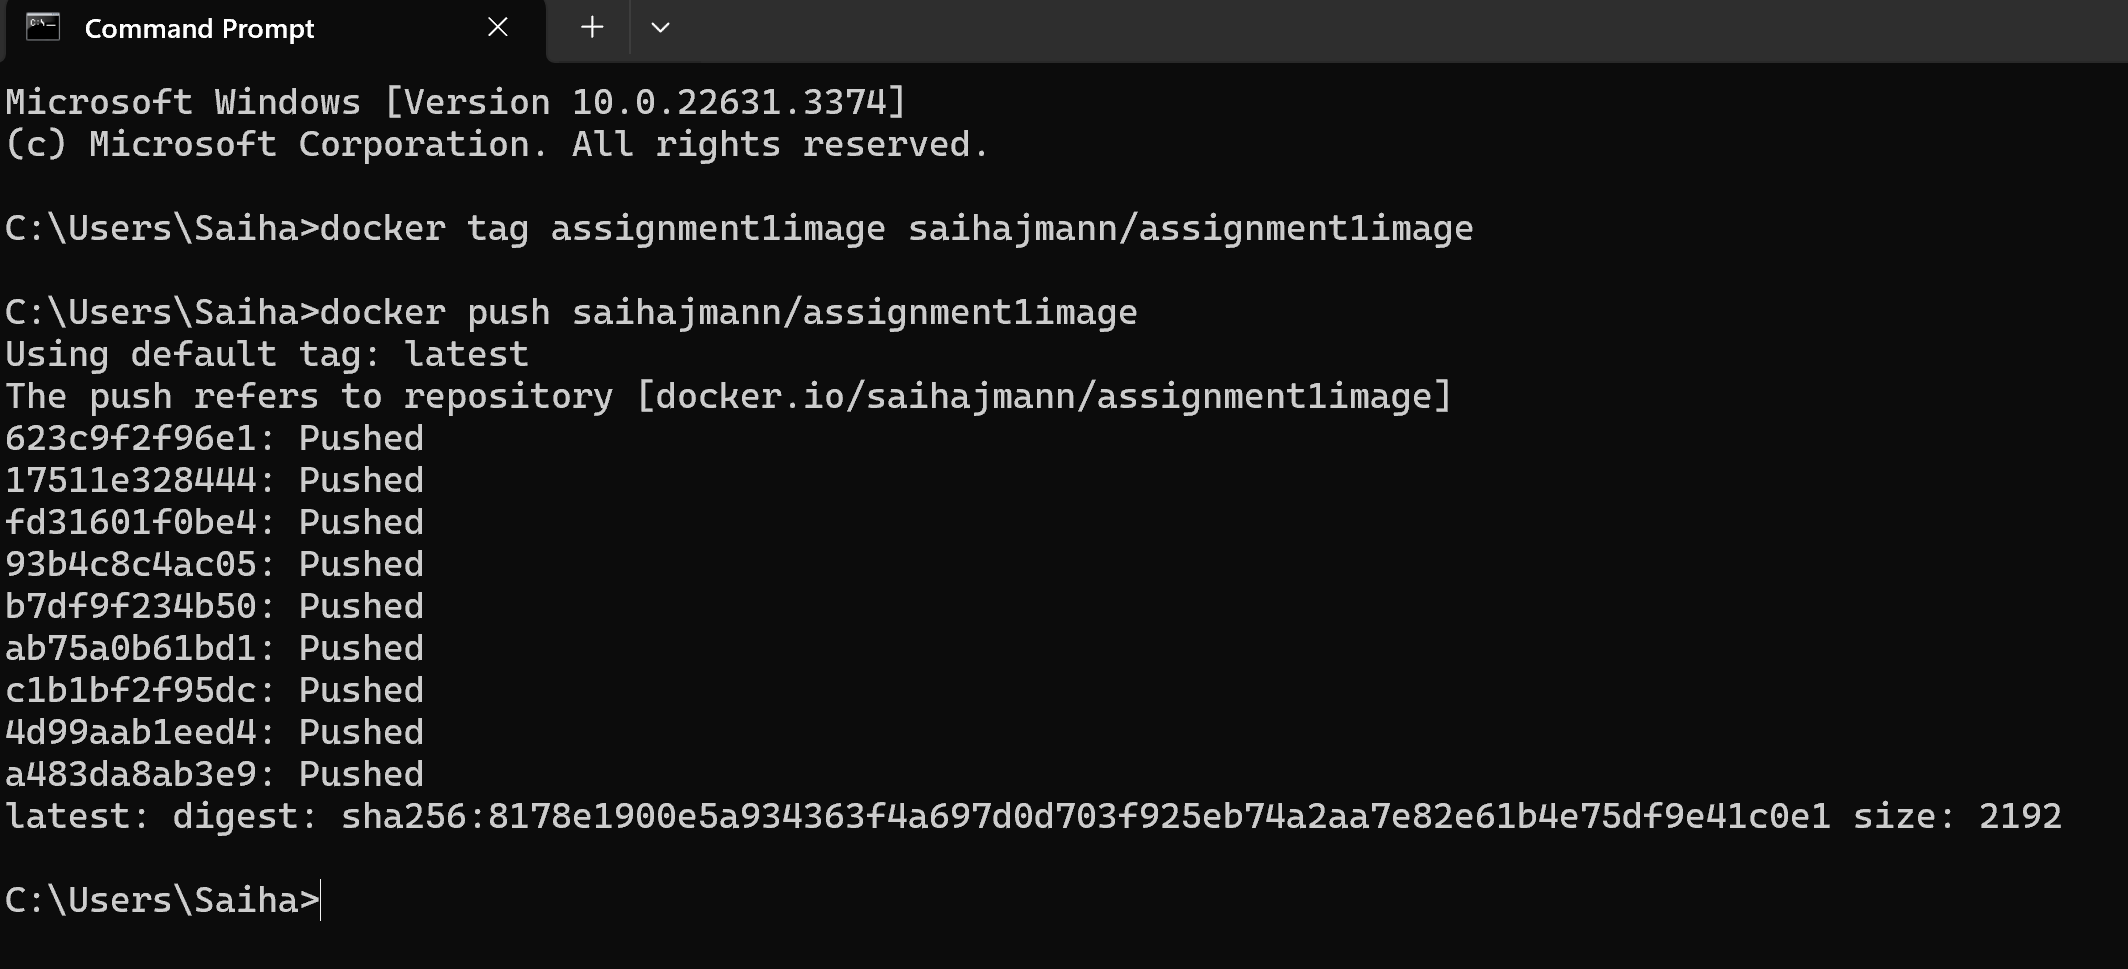 Command Prompt
Microsoft Windows [Version 10.0.22631.3374]
(c) Microsoft Corporation. All rights reserved.
C:\Users\Saiha>docker tag assignment1image saihajmann/assignment1image
C:\Users\Saiha>docker push saihajmann/assignment1image
Using default tag: latest
The push refers to repository [docker.io/saihajmann/assignment1image]
623c9f2f96e1: Pushed
17511e328444: Pushed
fd31601f0be4: Pushed
93b4c8c4ac05: Pushed
b7df9f234b50: Pushed
ab75a0b61bd1: Pushed
c1b1bf2f95dc: Pushed
4d99aab1eed4: Pushed
a483da8ab3e9: Pushed
latest: digest: sha256:8178e1900e5a934363f4a697d0d703f925eb74a2aa7e82e61b4e75df9e41c0e1 size: 2192
C:\Users\Saiha>